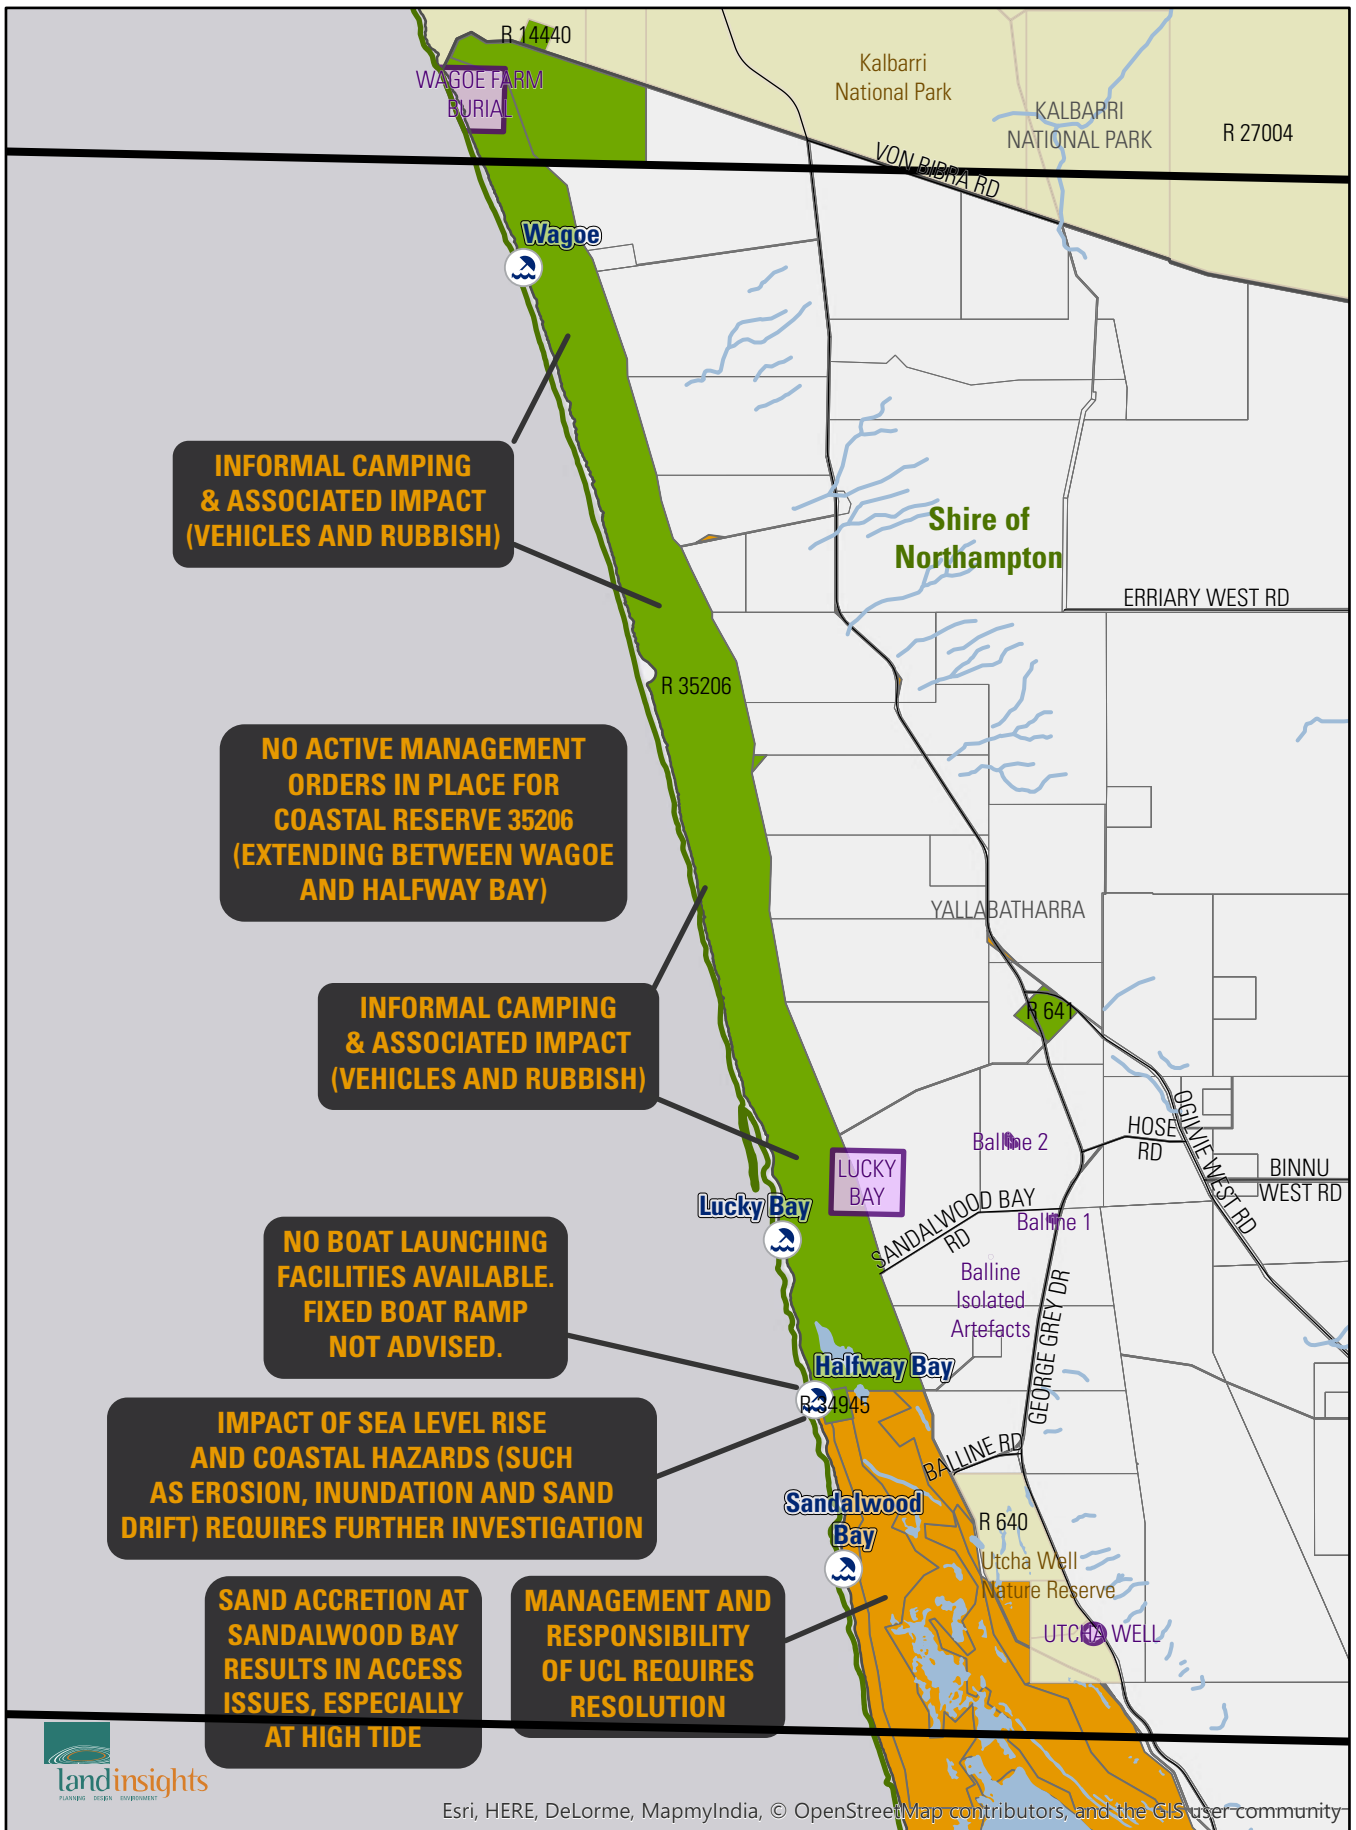 R 14440
WAGOE FARM
BURIAL
Kalbarri
National Park
KALBARRI
NATIONAL PARK
R 27004
VON BIBRA RD
Wagoe
INFORMAL CAMPING
& ASSOCIATED IMPACT
(VEHICLES AND RUBBISH)
Shire of
Northampton
ERRIARY WEST RD
R 35206
NO ACTIVE MANAGEMENT
ORDERS IN PLACE FOR
COASTAL RESERVE 35206
(EXTENDING BETWEEN WAGOE
AND HALFWAY BAY)
YALLABATHARRA
INFORMAL CAMPING
& ASSOCIATED IMPACT
(VEHICLES AND RUBBISH)
R 641
OGILVIE WEST RD
HOSE
RD
Balline 2
BINNU
WEST RD
LUCKY
BAY
Lucky Bay
SANDALWOOD BAY
RD
Balline 1
NO BOAT LAUNCHING
FACILITIES AVAILABLE.
FIXED BOAT RAMP
NOT ADVISED.
Balline
Isolated
Artefacts
GEORGE GREY DR
Halfway Bay
R 34945
IMPACT OF SEA LEVEL RISE
AND COASTAL HAZARDS (SUCH
AS EROSION, INUNDATION AND SAND
DRIFT) REQUIRES FURTHER INVESTIGATION
BALLINE RD
Sandalwood
Bay
R 640
Utcha Well
Nature Reserve
UTCHA WELL
SAND ACCRETION AT
SANDALWOOD BAY
RESULTS IN ACCESS
ISSUES, ESPECIALLY
AT HIGH TIDE
MANAGEMENT AND
RESPONSIBILITY
OF UCL REQUIRES
RESOLUTION
landinsights
PLANNING DESIGN ENVIRONMENT
Esri, HERE, DeLorme, MapmyIndia, © OpenStreetMap contributors, and the GIS user community